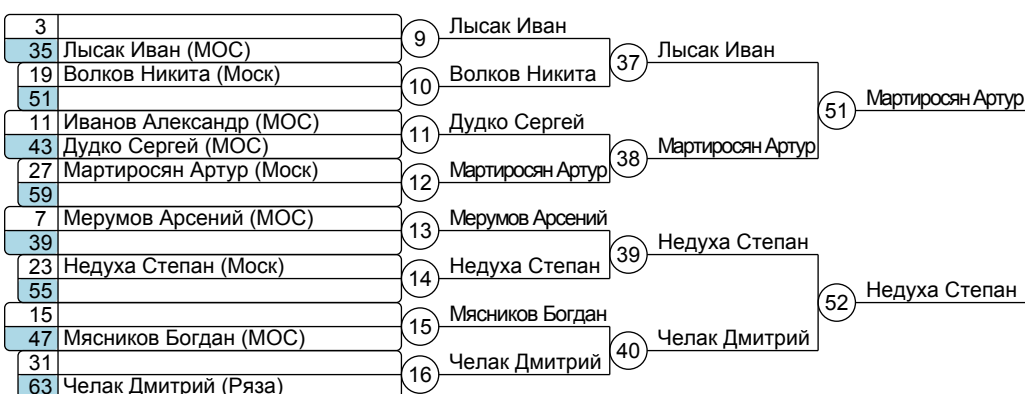 3
35 Лысак Иван (МОС)
19 Волков Никита (Моск)
51
11 Иванов Александр (МОС)
43 Дудко Сергей (МОС)
27 Мартиросян Артур (Моск)
59
7 Мерумов Арсений (МОС)
39
23 Недуха Степан (Моск)
55
15
47 Мясников Богдан (МОС)
31
63 Челак Дмитрий (Ряза)
9 Лысак Иван
10 Волков Никита
11 Дудко Сергей
12 Мартиросян Артур
13 Мерумов Арсений
14 Недуха Степан
15 Мясников Богдан
16 Челак Дмитрий
37 Лысак Иван
38 Мартиросян Артур
39 Недуха Степан
40 Челак Дмитрий
51 Мартиросян Артур
52 Недуха Степан